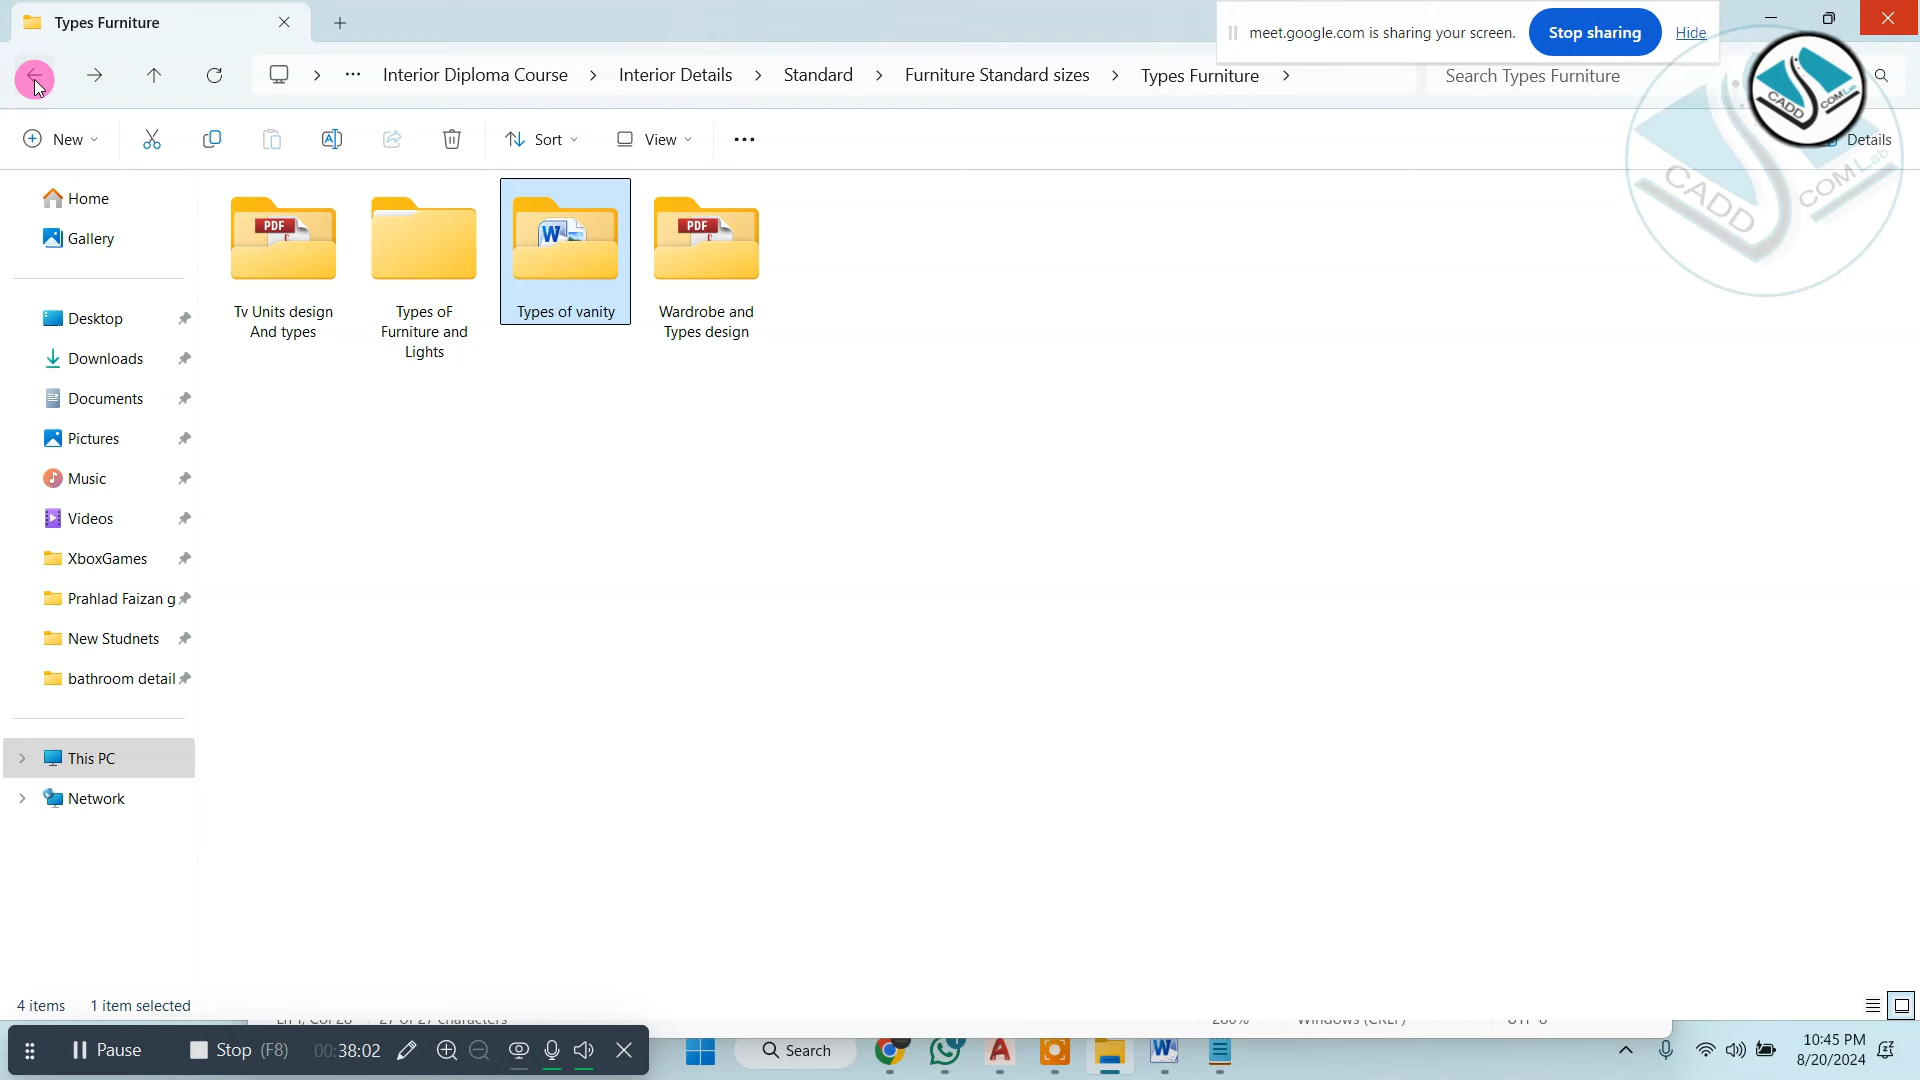 Types Furniture
meet.google.com is sharing your screen.
Stop sharing
Hide
Interior Diploma Course
Interior Details
Standard
Furniture Standard sizes
Types Furniture
Search Types Furniture
New
Sort
View
Details
CADD
COM Lab
CADD
COM Lab
Home
Gallery
Desktop
Downloads
Documents
Pictures
Music
Videos
XboxGames
Prahlad Faizan g
New Studnets
bathroom detail
This PC
Network
PDF
Tv Units design
And types
Types oF
Furniture and
Lights
W
Types of vanity
PDF
Wardrobe and
Types design
4 items
1 item selected
Pause
Stop (F8)
00:38:02
Search
10:45 PM
8/20/2024